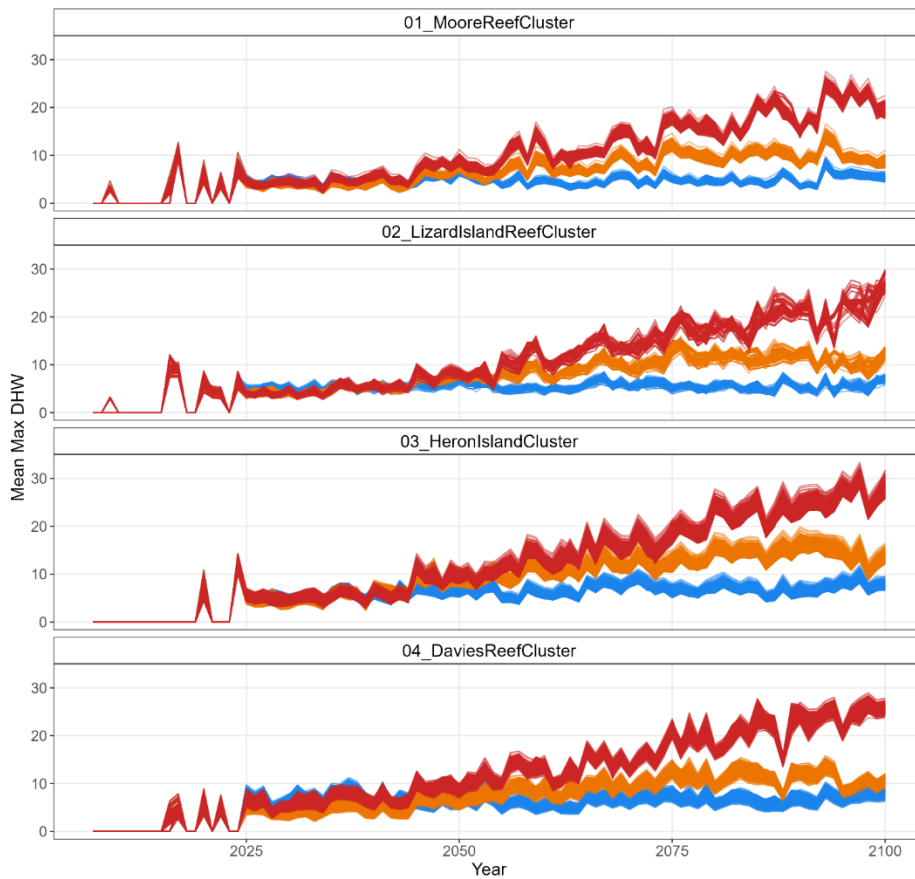 01_MooreReefCluster
30
20
10
0
02_LizardIslandReefCluster
30
20
10
0
03_HeronIslandCluster
30
20
10
0
04_DaviesReefCluster
30
20
10
0
2025 2050 2075 2100
Year
Mean Max DHW